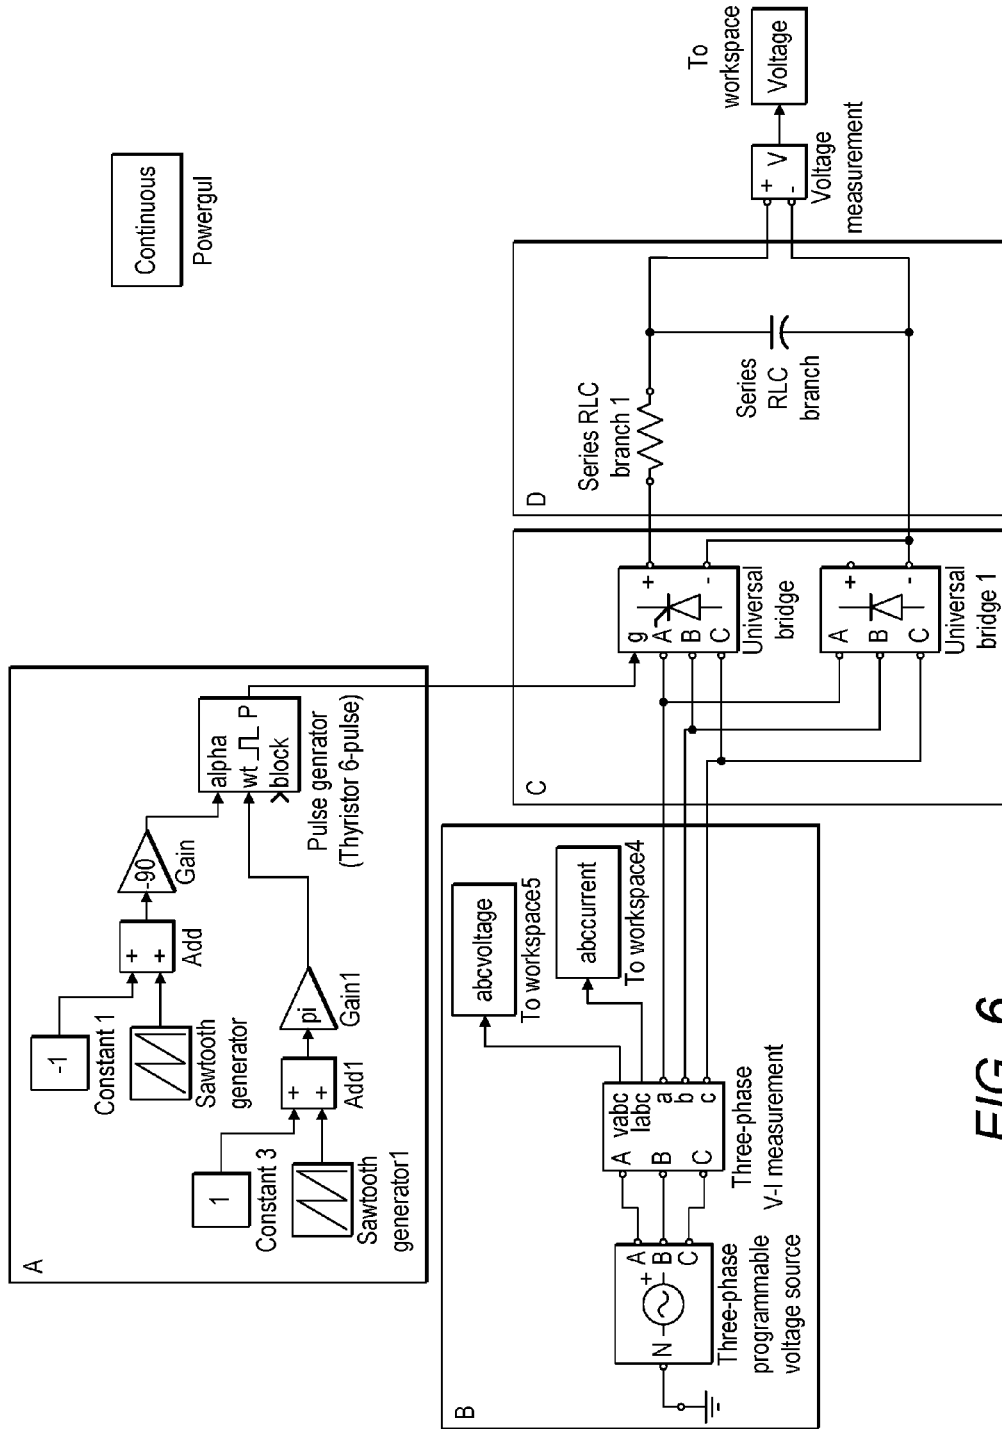 Continuous
Powergul
A
-1
Constant 1
Sawtooth
generator
+
+
Add
-90
Gain
1
Constant 3
Sawtooth
generator1
+
+
Add1
pi
Gain1
alpha
wt
P
block
Pulse genrator
(Thyristor 6-pulse)
B
N
+
A
B
C
Three-phase
programmable
voltage source
A
B
C
vabc
Iabc
a
b
c
Three-phase
V-I measurement
abcvoltage
To workspace5
abccurrent
To workspace4
C
g
A
B
C
+
-
Universal
bridge
A
B
C
+
-
Universal
bridge 1
D
Series RLC
branch 1
Series
RLC
branch
+
-
V
Voltage
measurement
To
workspace
Voltage
FIG. 6